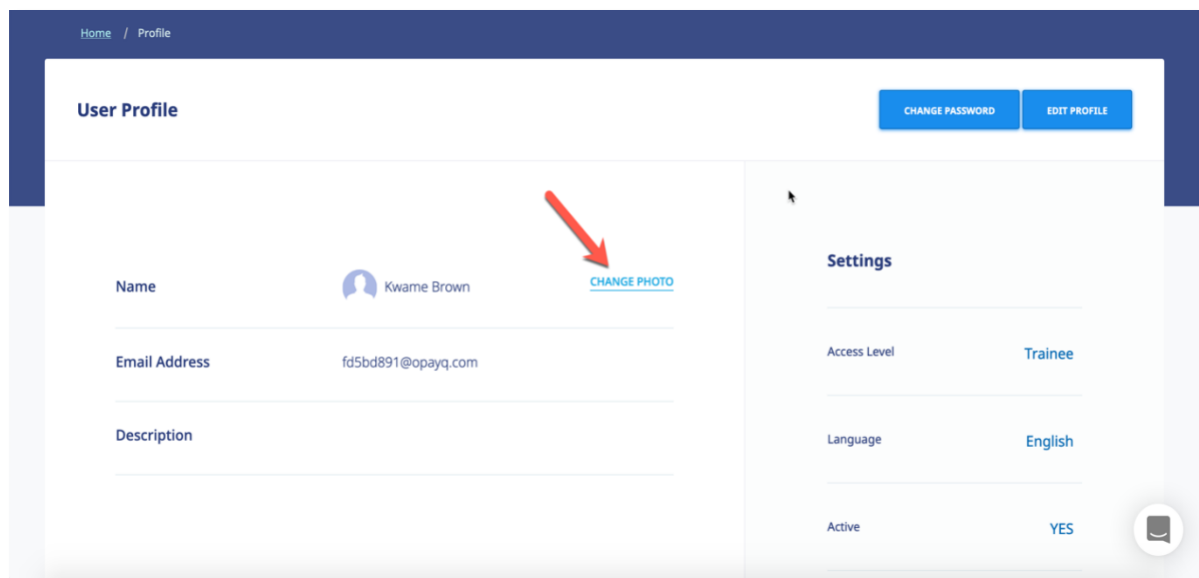 Home / Profile
User Profile
CHANGE PASSWORD
EDIT PROFILE
Name
Kwame Brown
CHANGE PHOTO
Email Address
fd5bd891@opayq.com
Description
Settings
Access Level
Trainee
Language
English
Active
YES